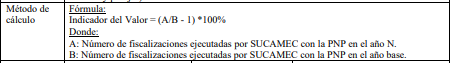 Método de
cálculo
Fórmula:
Indicador del Valor = (A/B - 1) *100%
Donde:
A: Número de fiscalizaciones ejecutadas por SUCAMEC con la PNP en el año N.
B: Número de fiscalizaciones ejecutadas por SUCAMEC con la PNP en el año base.